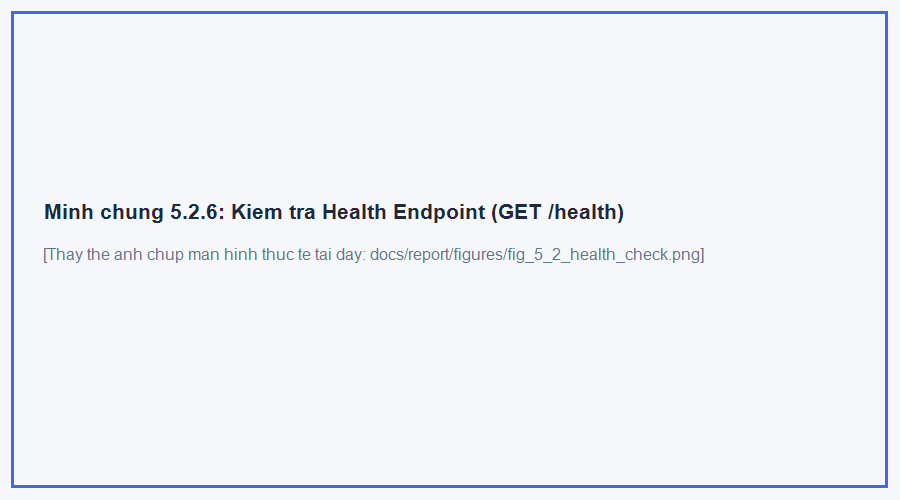 Minh chung 5.2.6: Kiem tra Health Endpoint (GET /health)
[Thay the anh chup man hinh thuc te tai day: docs/report/figures/fig_5_2_health_check.png]